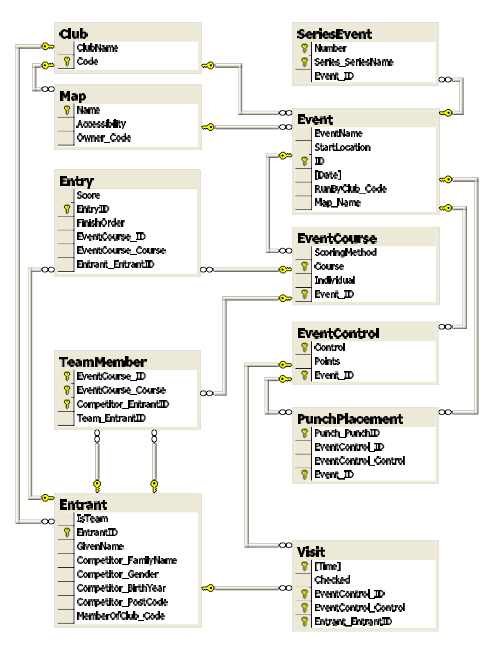 Club
ClubName
Code
Map
Name
Accessibility
Owner_Code
Entry
Score
EntryID
FinishOrder
EventCourse_ID
EventCourse_Course
Entrant_EntrantID
TeamMember
EventCourse_ID
EventCourse_Course
Competitor_EntrantID
Team_EntrantID
Entrant
IsTeam
EntrantID
GivenName
Competitor_FamilyName
Competitor_Gender
Competitor_BirthYear
Competitor_PostCode
MemberOfClub_Code
SeriesEvent
Number
Series_SeriesName
Event_ID
Event
EventName
StartLocation
ID
[Date]
RunByClub_Code
Map_Name
EventCourse
ScoringMethod
Course
Individual
Event_ID
EventControl
Control
Points
Event_ID
PunchPlacement
Punch_PunchID
EventControl_ID
EventControl_Control
Event_ID
Visit
[Time]
Checked
EventControl_ID
EventControl_Control
Entrant_EntrantID